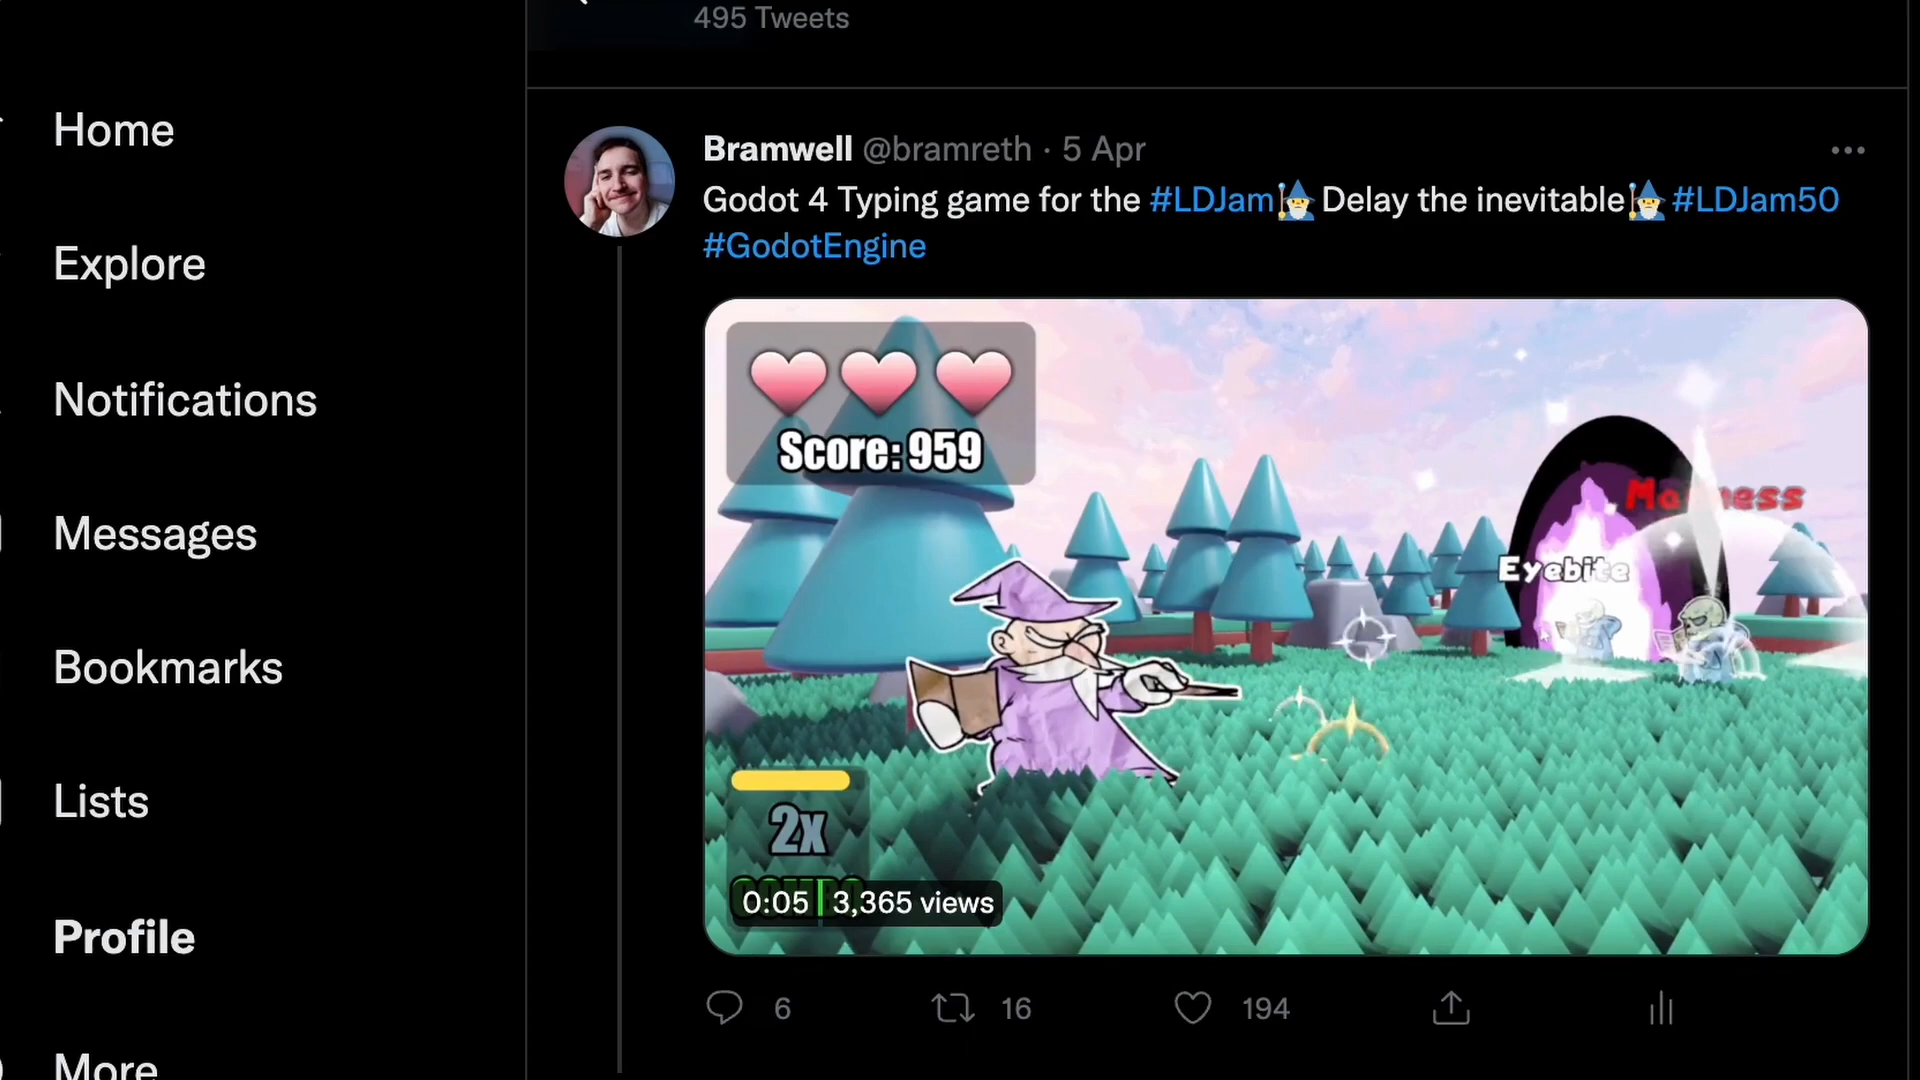 495 Tweets
Home
Explore
Notifications
Messages
Bookmarks
Lists
Profile
More
Bramwell @bramreth · 5 Apr
Godot 4 Typing game for the #LDJam🧙‍♂️Delay the inevitable🧙‍♂️#LDJam50
#GodotEngine
Score: 959
Eyebite
2x
0:05 3,365 views
6 16 194